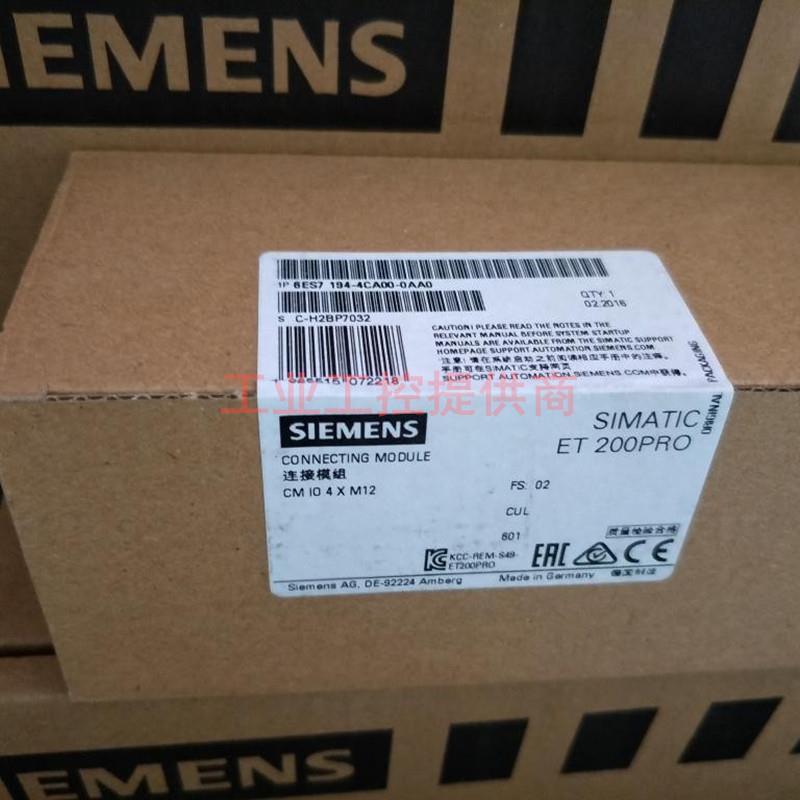 IEMENS
1P 6ES7 194-4CA00-0AA0
QTY: 1
02.2016
S C-H2BP7032
CAUTION! PLEASE READ THE NOTES IN THE
RELEVANT MANUAL BEFORE SYSTEM STARTUP
MANUALS ARE AVAILABLE FROM THE SIMATIC SUPPORT
HOMEPAGE SUPPORT.AUTOMATION.SIEMENS.COM
注意!请在系统启动之前阅读相应手册中的注释。
手册可在SIMATIC支持网页
SUPPORT.AUTOMATION.SIEMENS.COM中获得。
072218
ORIGINAL PACKAGING
工业工控提供商
SIEMENS
SIMATIC
ET 200PRO
CONNECTING MODULE
连接模组
CM IO 4 X M12
FS: 02
CUL
601
质量检验合格
KCC-REM-S49-
ET200PRO
EAC
CE
Siemens AG, DE-92224 Amberg
Made in Germany
德国制造
EMENS